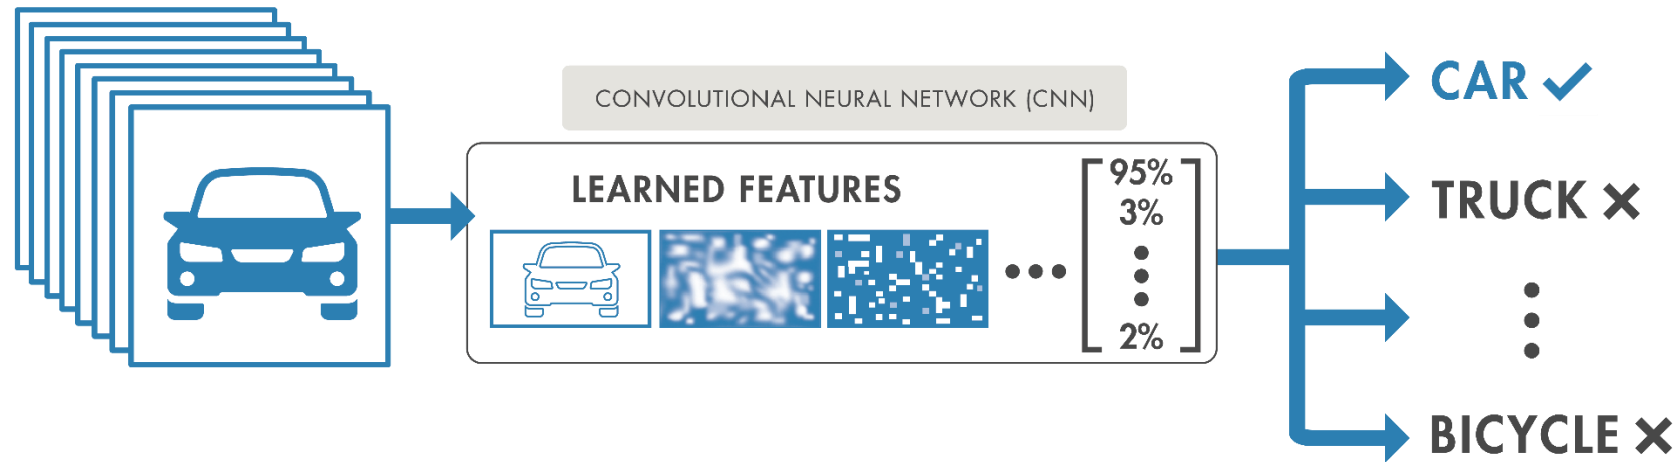 CONVOLUTIONAL NEURAL NETWORK (CNN)
LEARNED FEATURES
95%
3%
2%
CAR
TRUCK
BICYCLE